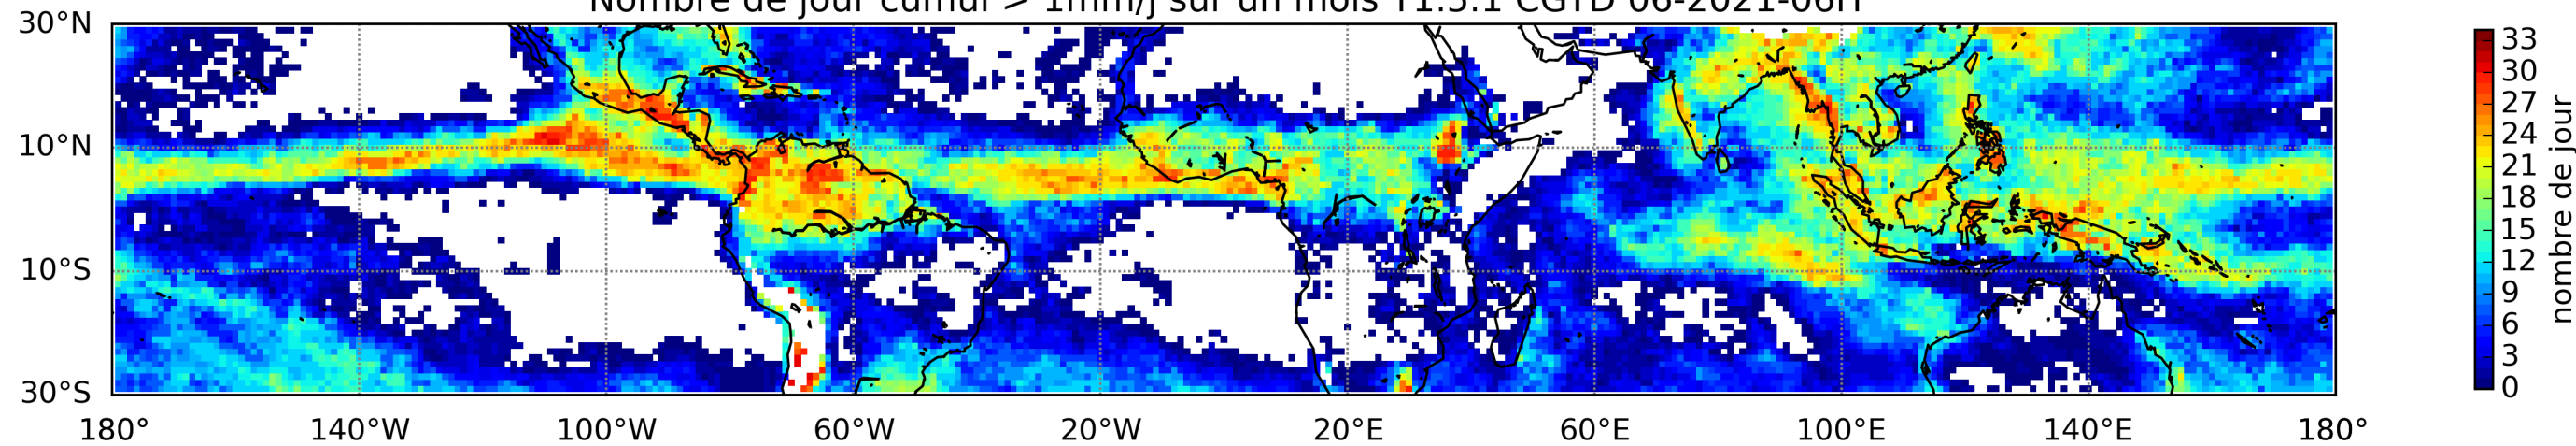 Nombre de jour cumul > 1mm/j sur un mois T1.5.1 CGTD 06-2021-06H
30°N
10°N
10°S
30°S
180°
140°W
100°W
60°W
20°W
20°E
60°E
100°E
140°E
180°
33
30
27
24
21
18
15
12
9
6
3
0
nombre de jour